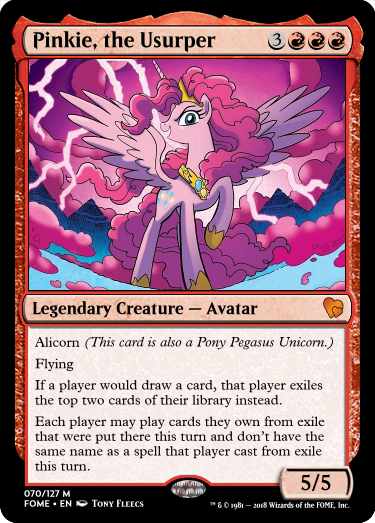 Pinkie, the Usurper 3
Legendary Creature — Avatar
Alicorn (This card is also a Pony Pegasus Unicorn.)
Flying
If a player would draw a card, that player exiles
the top two cards of their library instead.
Each player may play cards they own from exile
that were put there this turn and don't have the
same name as a spell that player cast from exile
this turn.
5/5
070/127 M
FOME • EN Tony Fleecs
™ & © 1981 — 2018 Wizards of the FOME, Inc.